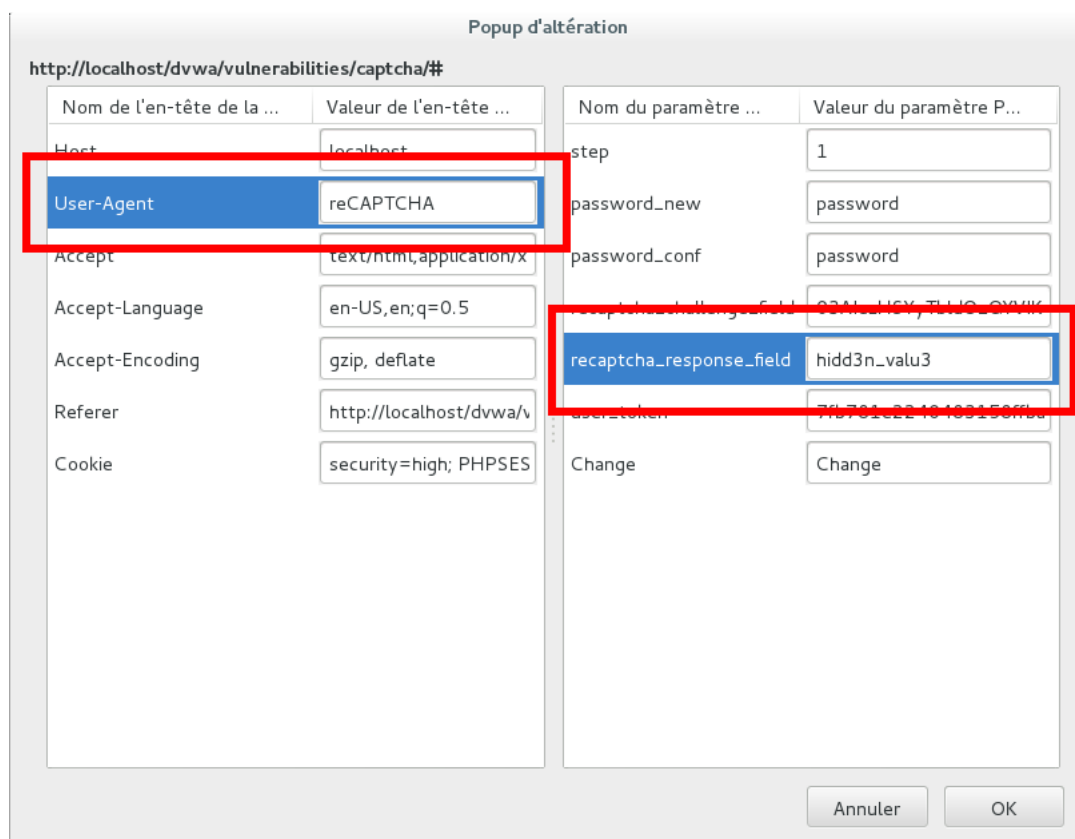 Popup d'altération
http://localhost/dvwa/vulnerabilities/captcha/#
Nom de l'en-tête de la ... Valeur de l'en-tête ... Nom du paramètre ... Valeur du paramètre P...
Host localhost step 1
User-Agent reCAPTCHA password_new password
Accept text/html,application/x password_conf password
Accept-Language en-US,en;q=0.5 recaptcha_challenge_field
Accept-Encoding gzip, deflate recaptcha_response_field hidd3n_valu3
Referer http://localhost/dvwa/v user_token
Cookie security=high; PHPSES Change Change
Annuler OK